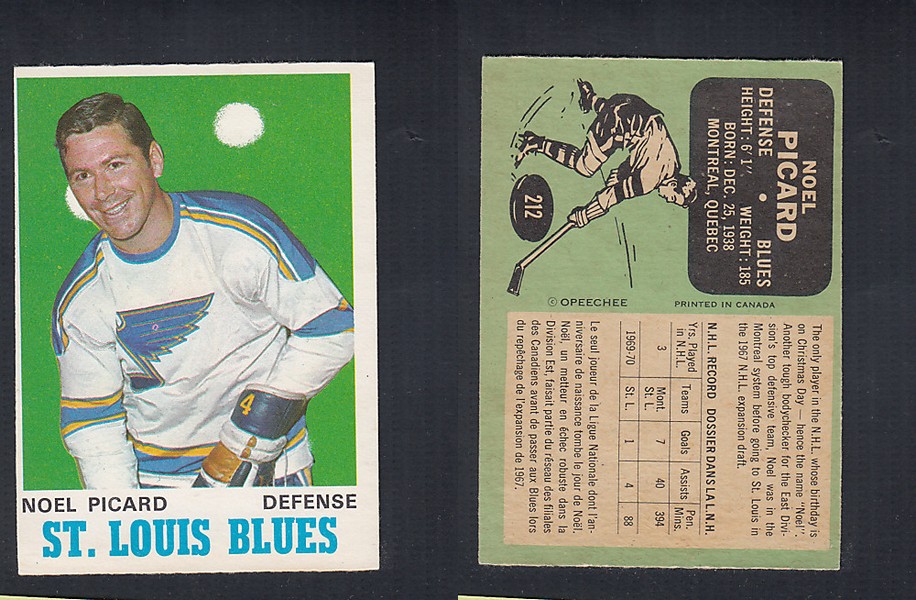 4
NOEL PICARD DEFENSE
ST. LOUIS BLUES
212
NOEL
PICARD
DEFENSE • BLUES
HEIGHT: 6' 1" WEIGHT: 185
BORN: DEC. 25, 1938
MONTREAL, QUEBEC
© OPEECHEE PRINTED IN CANADA
The only player in the N.H.L. whose birthday is
on Christmas Day — hence the name "Noel".
Another tough bodychecker for the East Divi-
sion's top defensive team, Noel was in the
Montreal system before going to St. Louis in
the 1967 N.H.L. expansion draft.
N.H.L. RECORD DOSSIER DANS LA L.N.H.
Yrs. Played in N.H.L. Teams Goals Assists Pen. Mins.
3 Mont. St. L. 7 40 394
1969-70 St. L. 1 4 88
Le seul joueur de la Ligue Nationale dont l'an-
niversaire de naissance tombe le jour de Noël,
Noël, un metteur en échec robuste dans la
Division Est, faisait partie du réseau des filiales
des Canadiens avant de passer aux Blues lors
du repêchage de l'expansion de 1967.